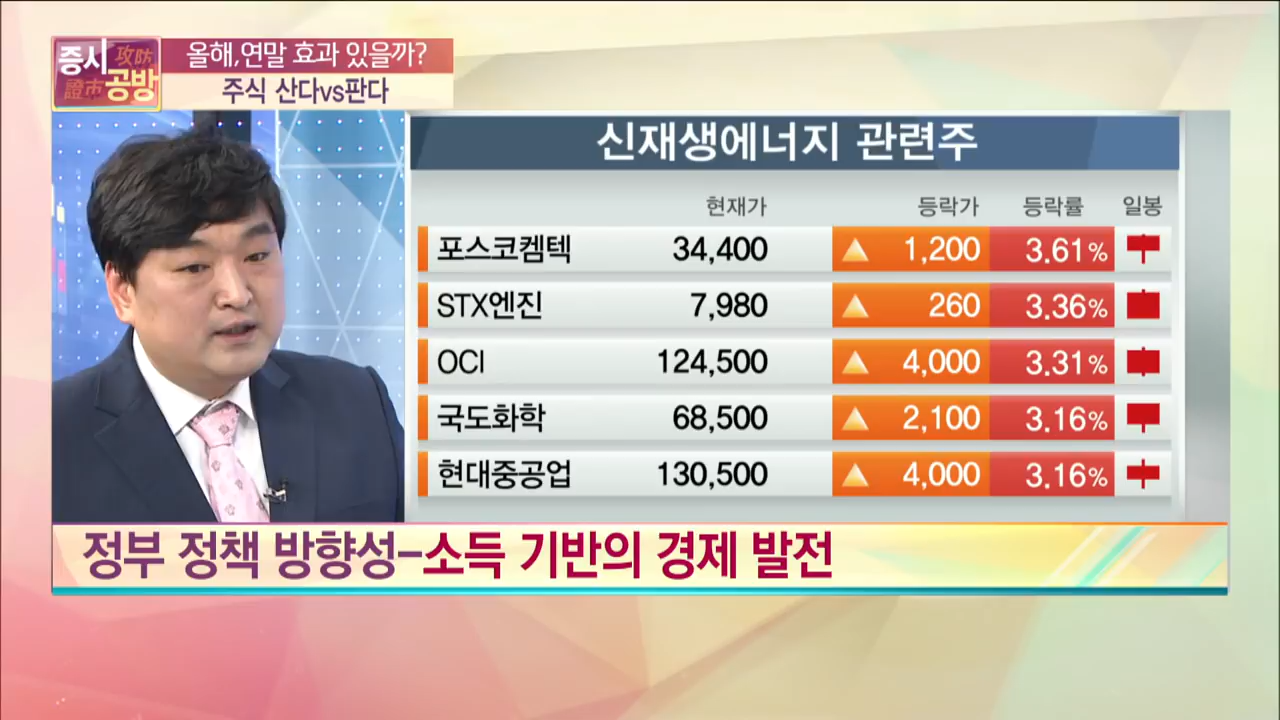 증시 攻防
證市 공방
올해,연말 효과 있을까?
주식 산다vs판다
신재생에너지 관련주
현재가 등락가 등락률 일봉
포스코켐텍 34,400 ▲ 1,200 3.61%
STX엔진 7,980 ▲ 260 3.36%
OCI 124,500 ▲ 4,000 3.31%
국도화학 68,500 ▲ 2,100 3.16%
현대중공업 130,500 ▲ 4,000 3.16%
정부 정책 방향성-소득 기반의 경제 발전